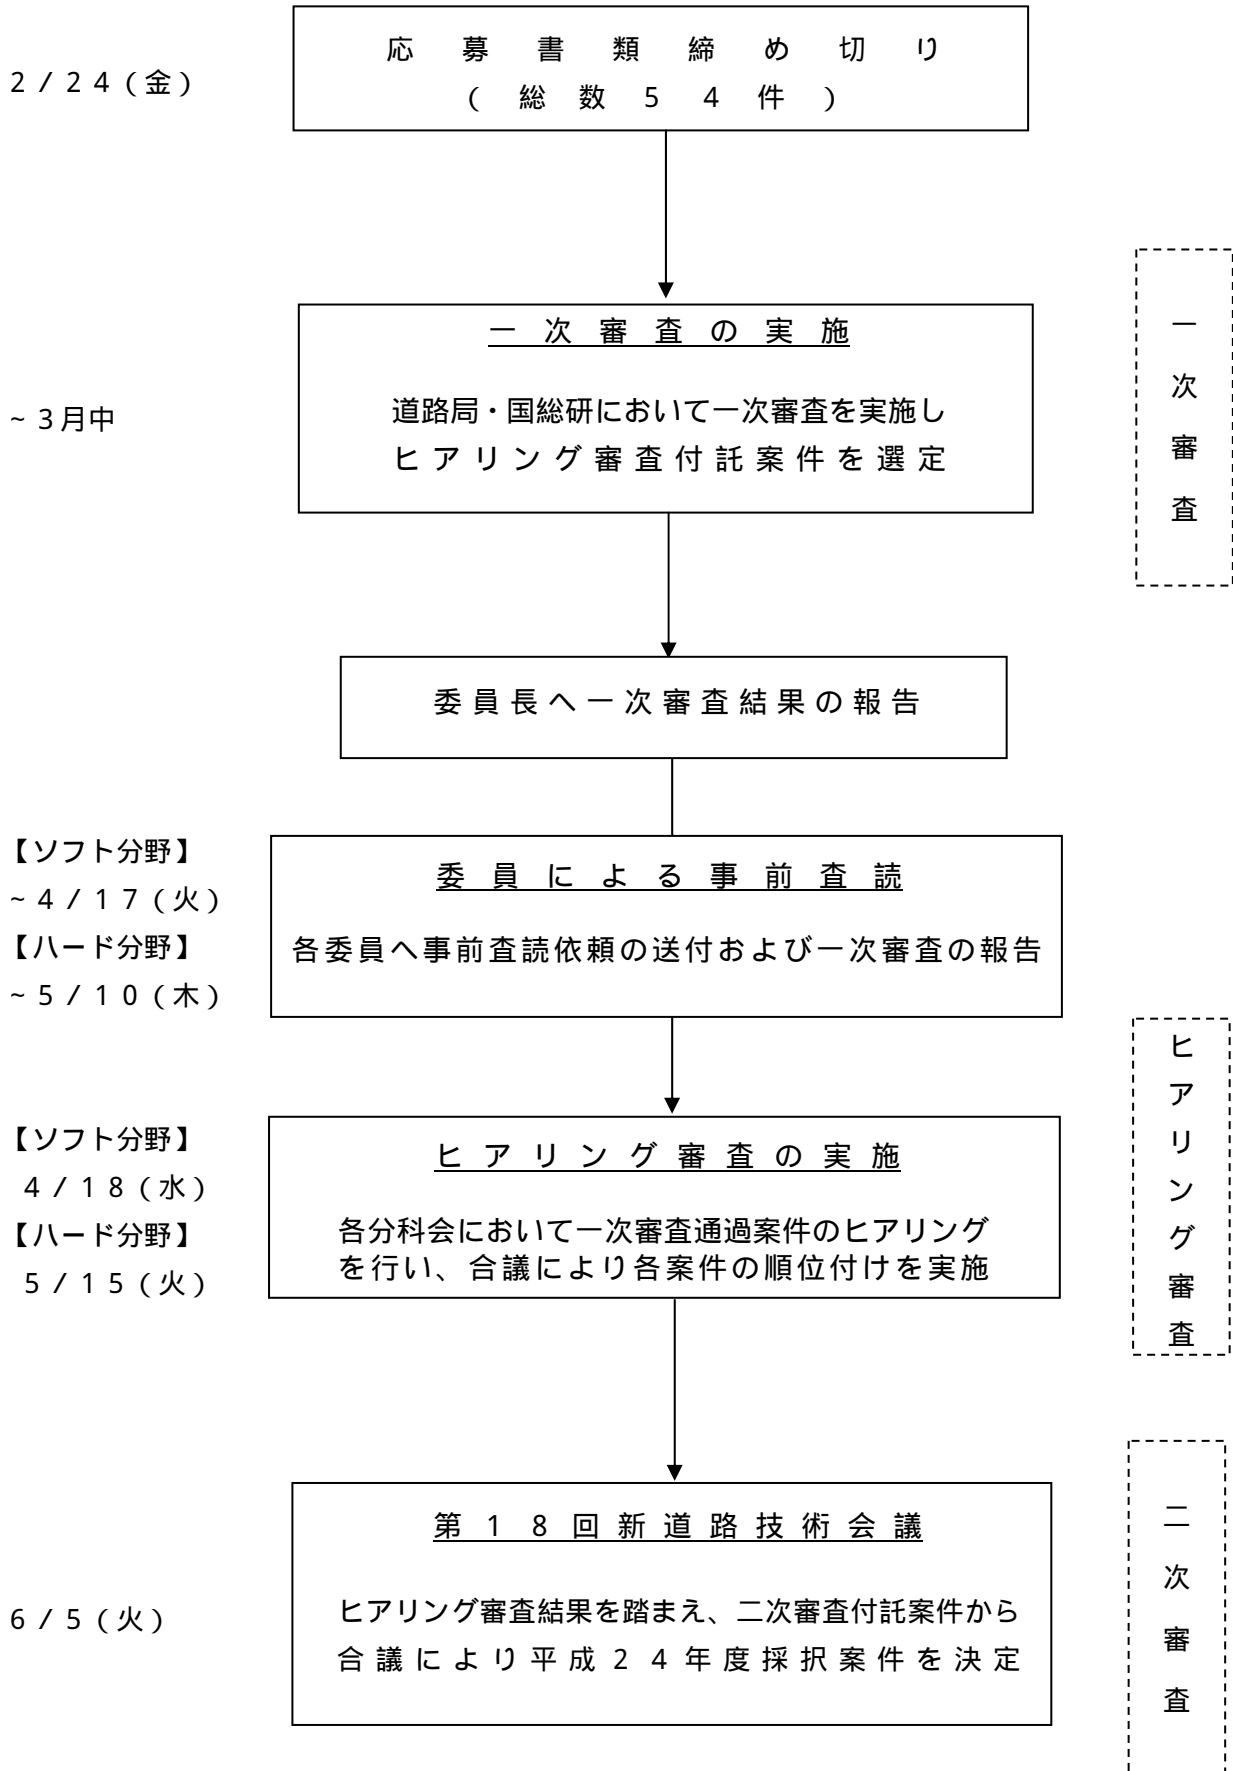 応募書類締め切り
2/24(金)
(総数54件)
一次審査の実施
道路局・国総研において一次審査を実施し
~3月中
ヒアリング審査付託案件を選定
一次審査
委員長へ一次審査結果の報告
【ソフト分野】
~4/17(火)
【ハード分野】
~5/10(木)
委員による事前査読
各委員へ事前査読依頼の送付および一次審査の報告
【ソフト分野】
4/18(水)
【ハード分野】
5/15(火)
ヒアリング審査の実施
各分科会において一次審査通過案件のヒアリング
を行い、合議により各案件の順位付けを実施
ヒアリング審査
第18回新道路技術会議
6/5(火)
ヒアリング審査結果を踏まえ、二次審査付託案件から
合議により平成24年度採択案件を決定
二次審査